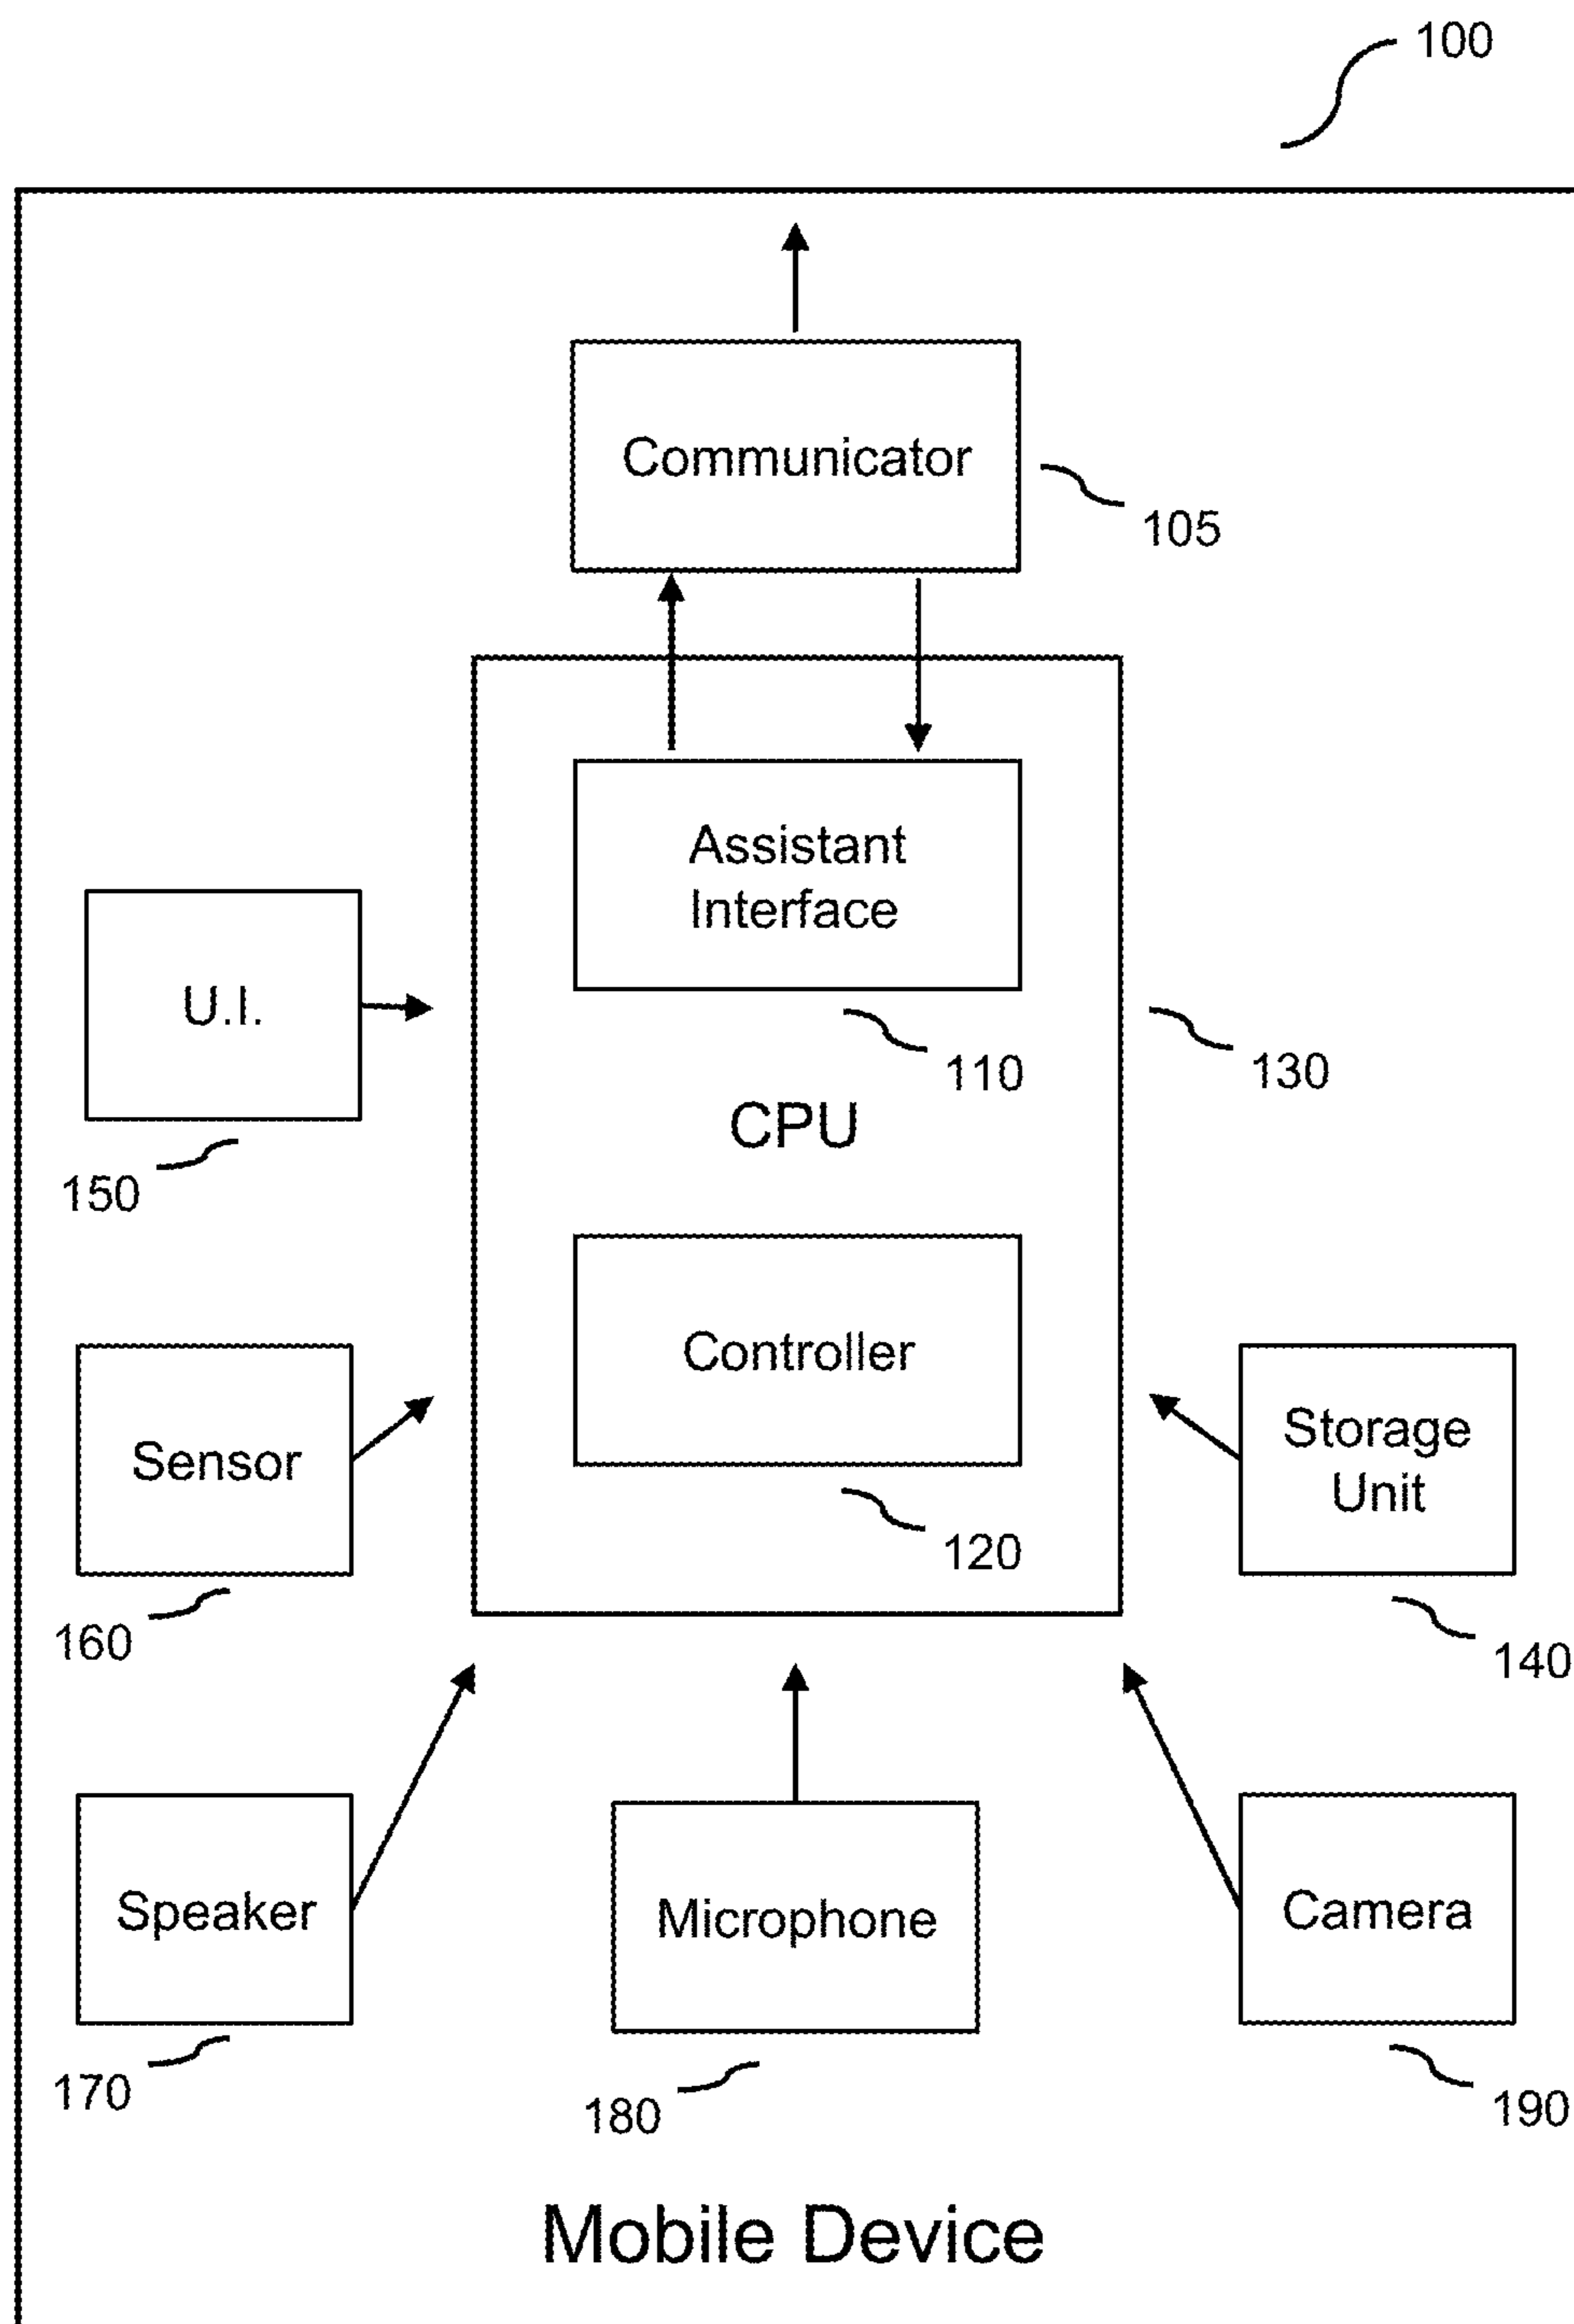 100
Communicator
105
Assistant
Interface
U.I.
110
130
CPU
150
Controller
Sensor
Storage
Unit
120
160
140
Speaker
Microphone
Camera
170
180
190
Mobile Device